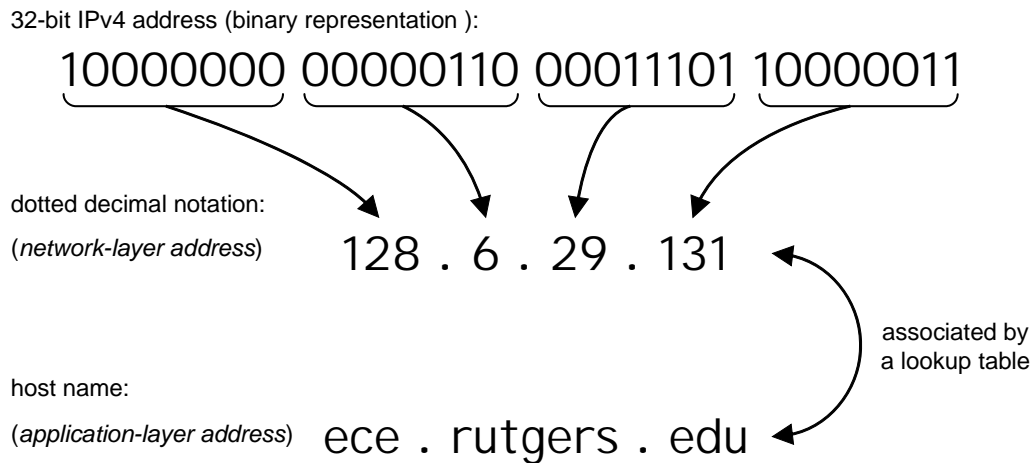 32-bit IPv4 address (binary representation ):
10000000 00000110 00011101 10000011
dotted decimal notation:
(network-layer address) 128 . 6 . 29 . 131
associated by
a lookup table
host name:
(application-layer address) ece . rutgers . edu